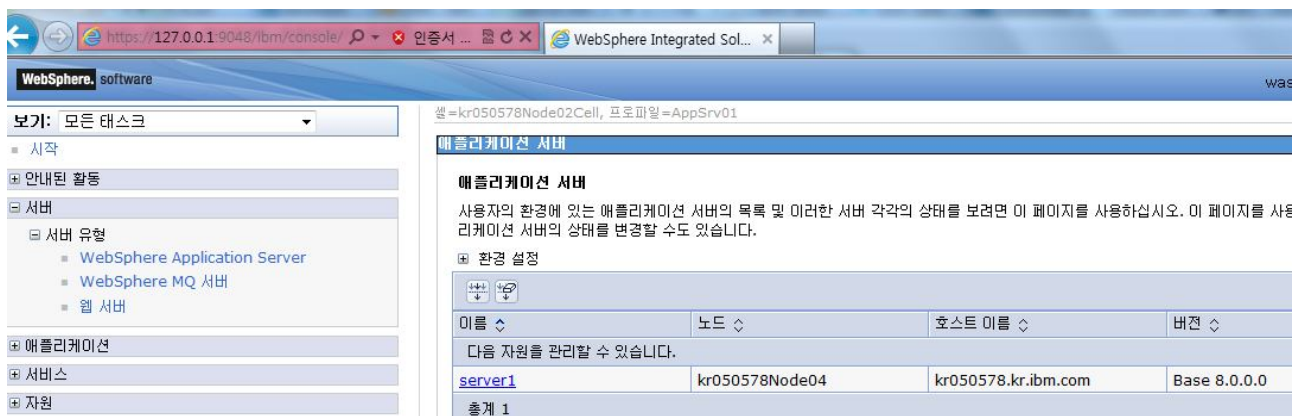 https://127.0.0.1:9048/ibm/console/
인증서 ...
WebSphere Integrated Sol...
WebSphere. software
was
보기: 모든 태스크
시작
안내된 활동
서버
서버 유형
WebSphere Application Server
WebSphere MQ 서버
웹 서버
애플리케이션
서비스
자원
셀=kr050578Node02Cell, 프로파일=AppSrv01
애플리케이션 서버
애플리케이션 서버
사용자의 환경에 있는 애플리케이션 서버의 목록 및 이러한 서버 각각의 상태를 보려면 이 페이지를 사용하십시오. 이 페이지를 사용
리케이션 서버의 상태를 변경할 수도 있습니다.
환경 설정
이름 노드 호스트 이름 버전
다음 자원을 관리할 수 있습니다.
server1 kr050578Node04 kr050578.kr.ibm.com Base 8.0.0.0
총계 1